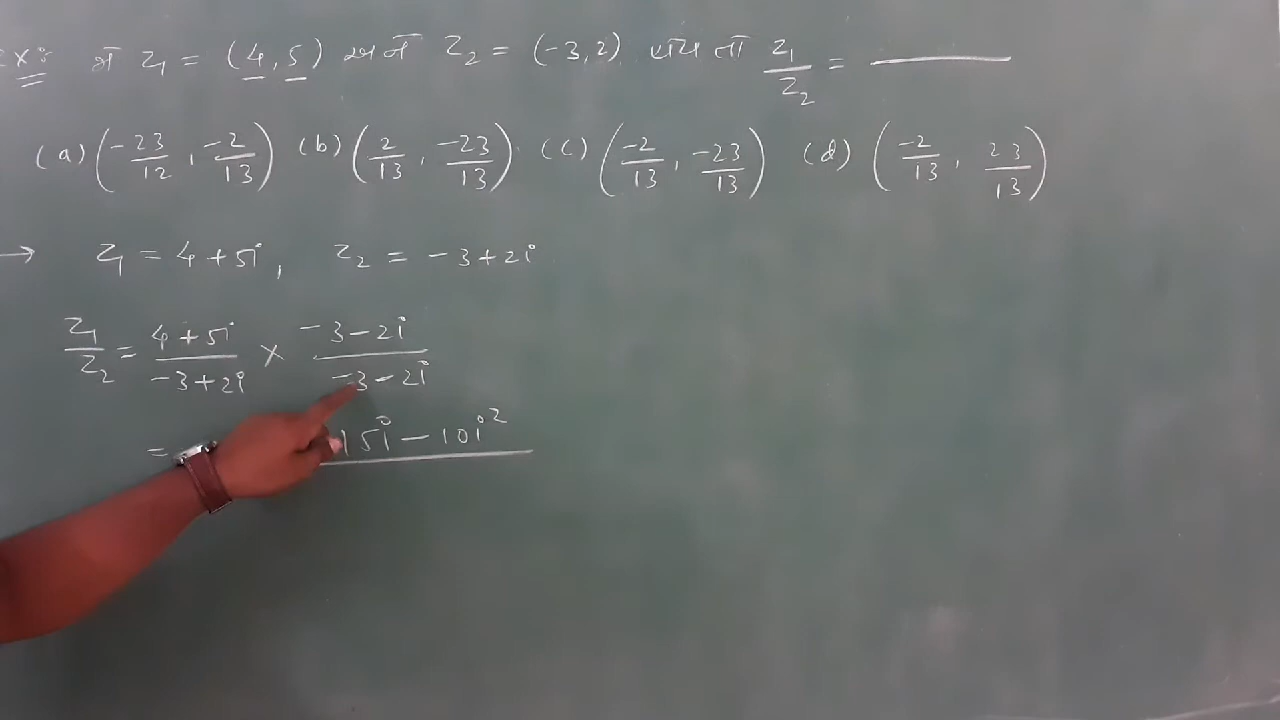 Ex: જો z₁ = (4, 5) અને z₂ = (-3, 2) હોય તો z₁/z₂ = ______
(a) (-23/12, -2/13) (b) (2/13, -23/13) (c) (-2/13, -23/13) (d) (-2/13, 23/13)
→ z₁ = 4 + 5i, z₂ = -3 + 2i
z₁/z₂ = (4 + 5i)/(-3 + 2i) × (-3 - 2i)/(-3 - 2i)
= 15i - 10i²